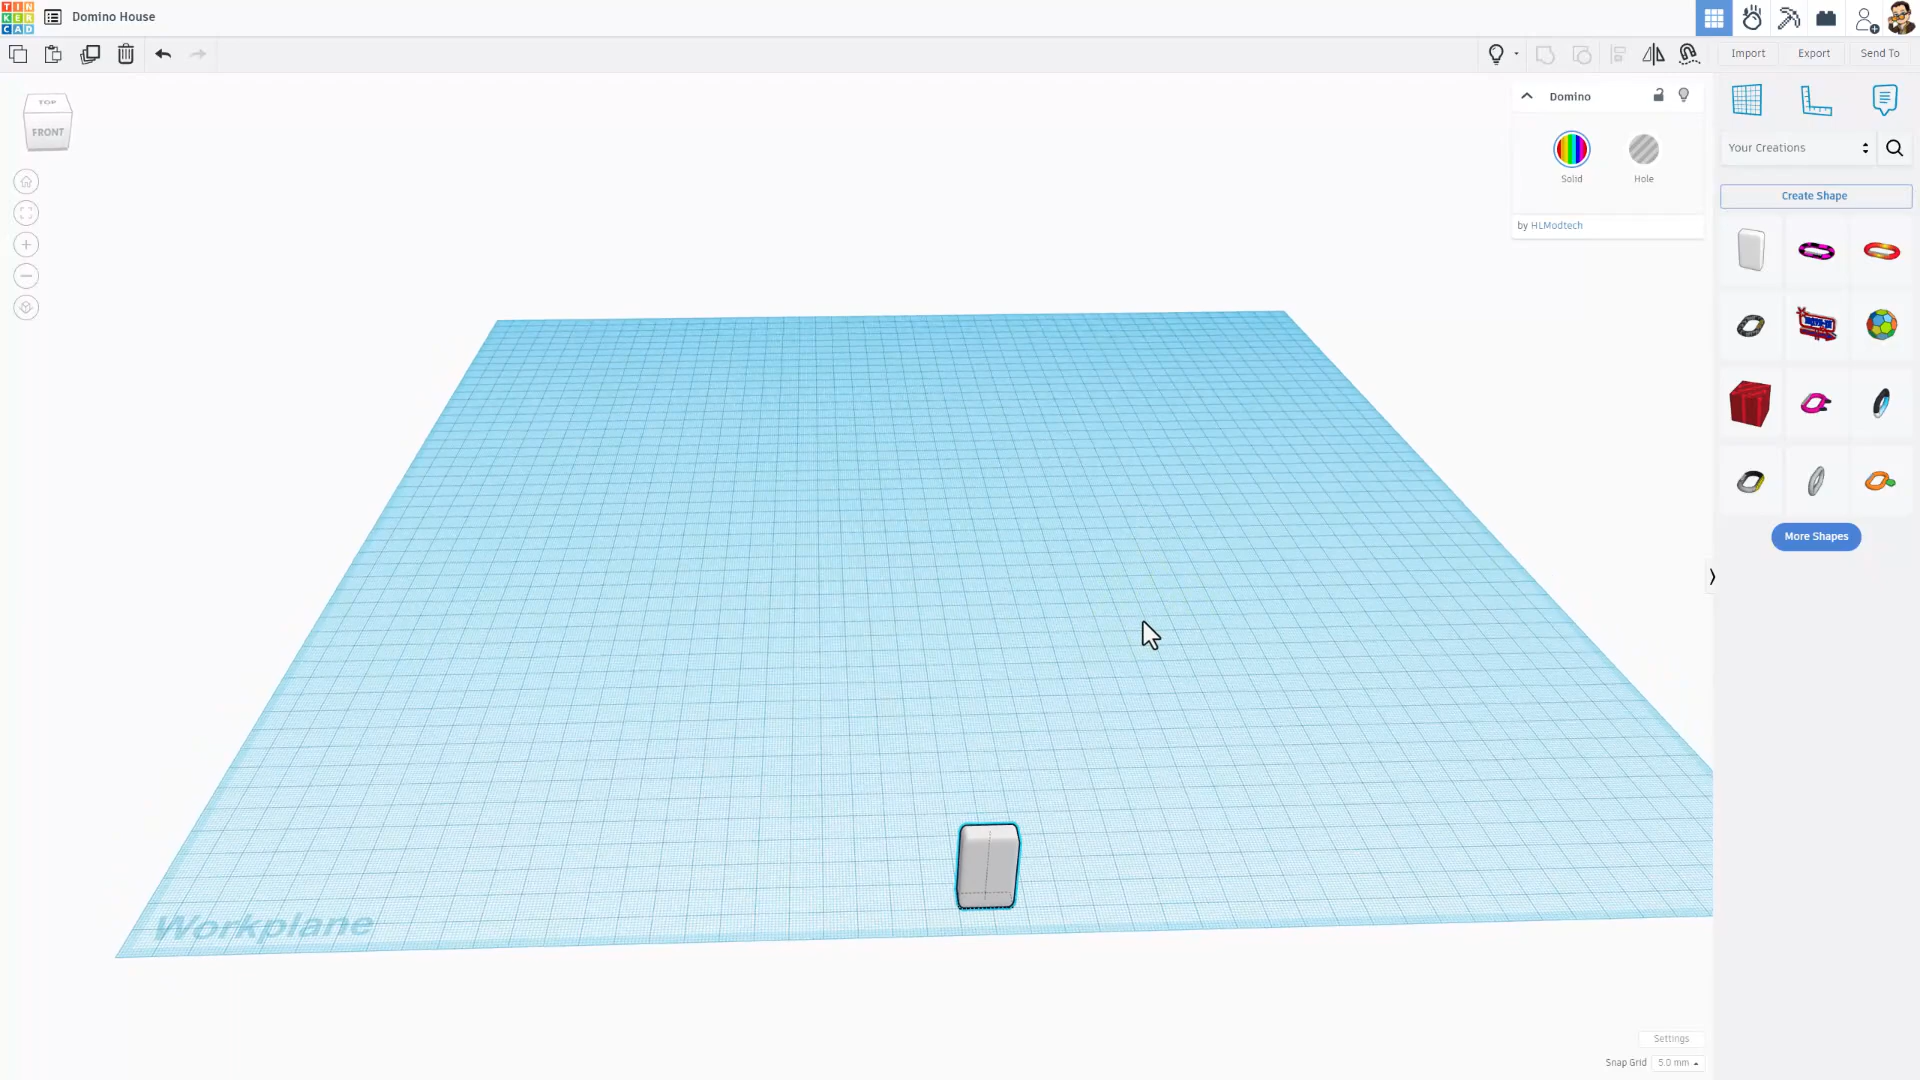 TIN
KER
CAD
Domino House
Import
Export
Send To
TOP
FRONT
Domino
Solid
Hole
by HLModtech
Your Creations
Create Shape
More Shapes
Workplane
Settings
Snap Grid 5.0 mm